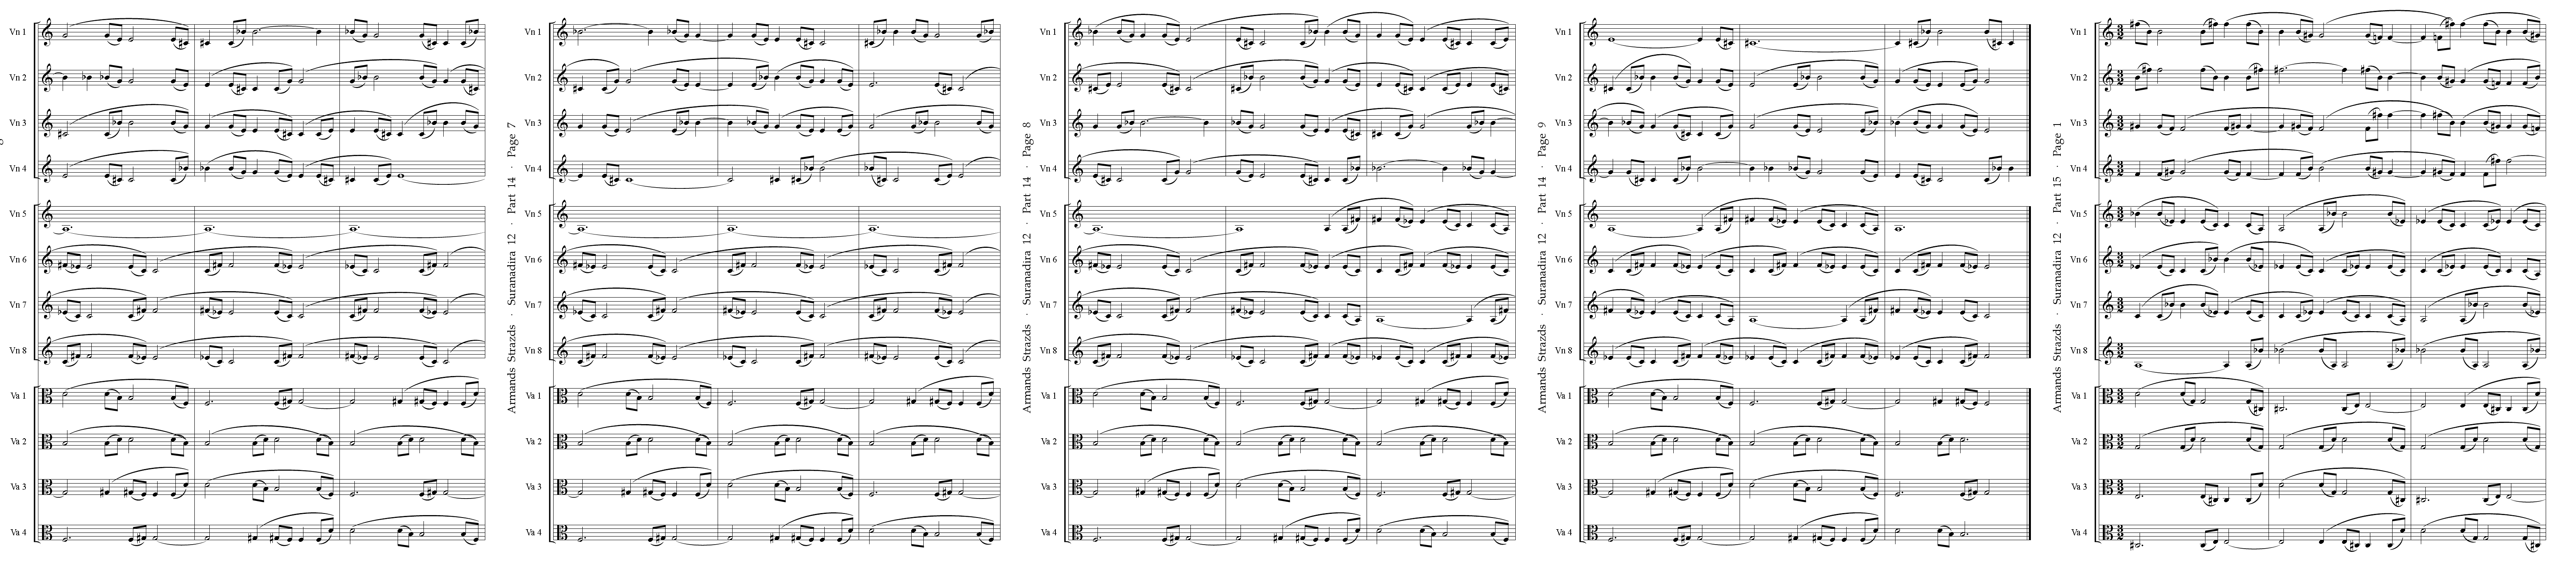 Vn 1
Vn 2
Vn 3
Vn 4
Vn 5
Vn 6
Vn 7
Vn 8
Va 1
Va 2
Va 3
Va 4
Armands Strazds · Suranadira 12 · Part 14 · Page 7
Vn 1
Vn 2
Vn 3
Vn 4
Vn 5
Vn 6
Vn 7
Vn 8
Va 1
Va 2
Va 3
Va 4
Armands Strazds · Suranadira 12 · Part 14 · Page 8
Vn 1
Vn 2
Vn 3
Vn 4
Vn 5
Vn 6
Vn 7
Vn 8
Va 1
Va 2
Va 3
Va 4
Armands Strazds · Suranadira 12 · Part 14 · Page 9
Vn 1
Vn 2
Vn 3
Vn 4
Vn 5
Vn 6
Vn 7
Vn 8
Va 1
Va 2
Va 3
Va 4
Armands Strazds · Suranadira 12 · Part 15 · Page 1
Vn 1
Vn 2
Vn 3
Vn 4
Vn 5
Vn 6
Vn 7
Vn 8
Va 1
Va 2
Va 3
Va 4